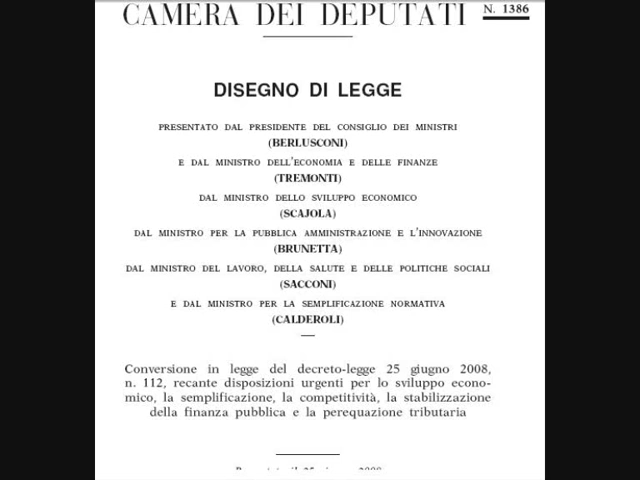 CAMERA DEI DEPUTATI N. 1386
DISEGNO DI LEGGE
PRESENTATO DAL PRESIDENTE DEL CONSIGLIO DEI MINISTRI
(BERLUSCONI)
E DAL MINISTRO DELL'ECONOMIA E DELLE FINANZE
(TREMONTI)
DAL MINISTRO DELLO SVILUPPO ECONOMICO
(SCAJOLA)
DAL MINISTRO PER LA PUBBLICA AMMINISTRAZIONE E L'INNOVAZIONE
(BRUNETTA)
DAL MINISTRO DEL LAVORO, DELLA SALUTE E DELLE POLITICHE SOCIALI
(SACCONI)
E DAL MINISTRO PER LA SEMPLIFICAZIONE NORMATIVA
(CALDEROLI)
Conversione in legge del decreto-legge 25 giugno 2008,
n. 112, recante disposizioni urgenti per lo sviluppo econo-
mico, la semplificazione, la competitività, la stabilizzazione
della finanza pubblica e la perequazione tributaria